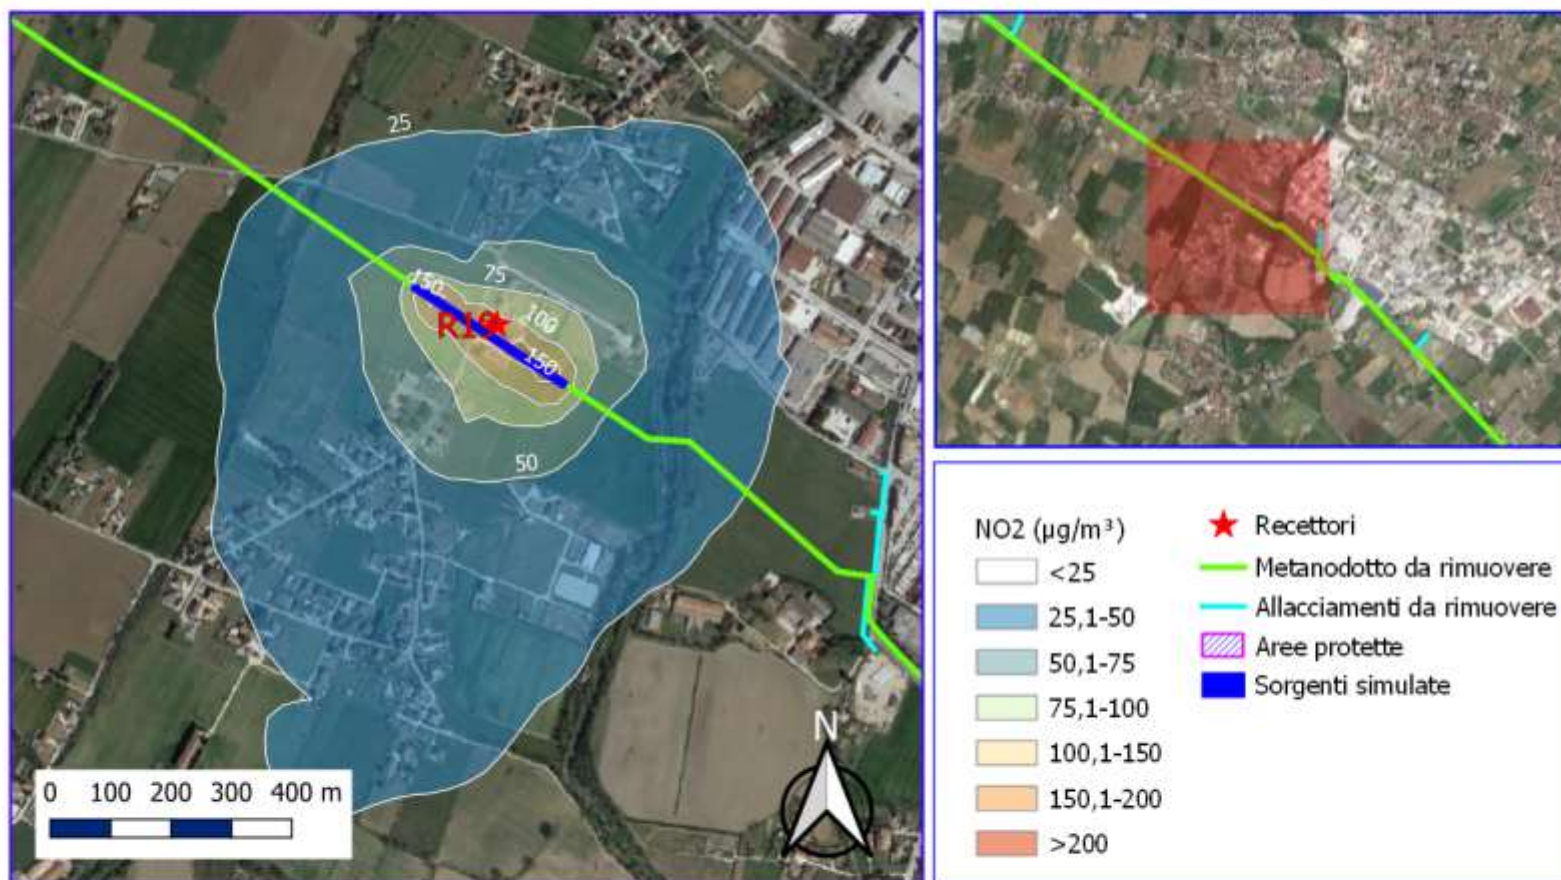 25
75
150
100
150
50
N
0 100 200 300 400 m
NO2 (µg/m³)
<25
25,1-50
50,1-75
75,1-100
100,1-150
150,1-200
>200
Recettori
Metanodotto da rimuovere
Allacciamenti da rimuovere
Aree protette
Sorgenti simulate